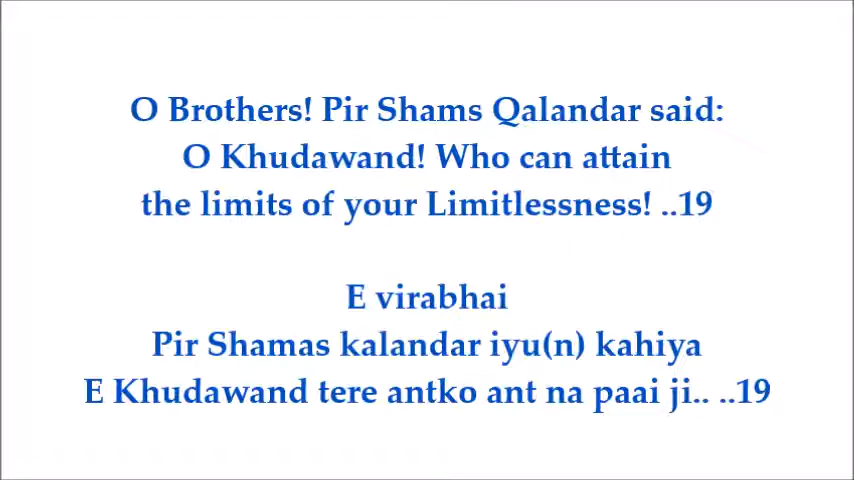 O Brothers! Pir Shams Qalandar said:
O Khudawand! Who can attain
the limits of your Limitlessness! ..19
E virabhai
Pir Shamas kalandar iyu(n) kahiya
E Khudawand tere antko ant na paai ji.. ..19